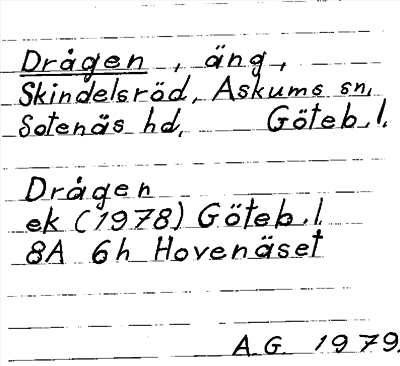 Drågen, äng,
Skindelsröd, Askums sn,
Sotenäs hd, Göteb.l.
Drågen
ek (1978) Göteb.l
8A 6h Hovenäset
A.G. 1979.